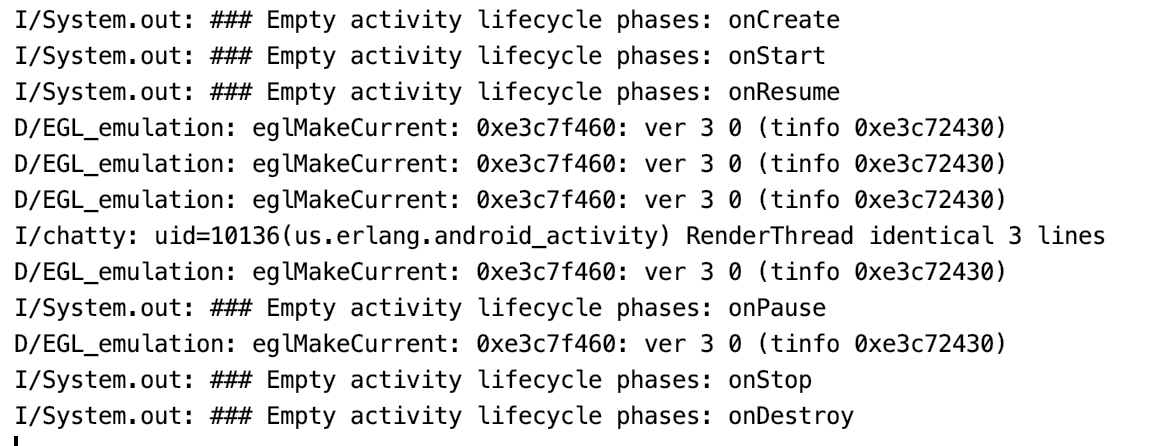 I/System.out: ### Empty activity lifecycle phases: onCreate
I/System.out: ### Empty activity lifecycle phases: onStart
I/System.out: ### Empty activity lifecycle phases: onResume
D/EGL_emulation: eglMakeCurrent: 0xe3c7f460: ver 3 0 (tinfo 0xe3c72430)
D/EGL_emulation: eglMakeCurrent: 0xe3c7f460: ver 3 0 (tinfo 0xe3c72430)
D/EGL_emulation: eglMakeCurrent: 0xe3c7f460: ver 3 0 (tinfo 0xe3c72430)
I/chatty: uid=10136(us.erlang.android_activity) RenderThread identical 3 lines
D/EGL_emulation: eglMakeCurrent: 0xe3c7f460: ver 3 0 (tinfo 0xe3c72430)
I/System.out: ### Empty activity lifecycle phases: onPause
D/EGL_emulation: eglMakeCurrent: 0xe3c7f460: ver 3 0 (tinfo 0xe3c72430)
I/System.out: ### Empty activity lifecycle phases: onStop
I/System.out: ### Empty activity lifecycle phases: onDestroy